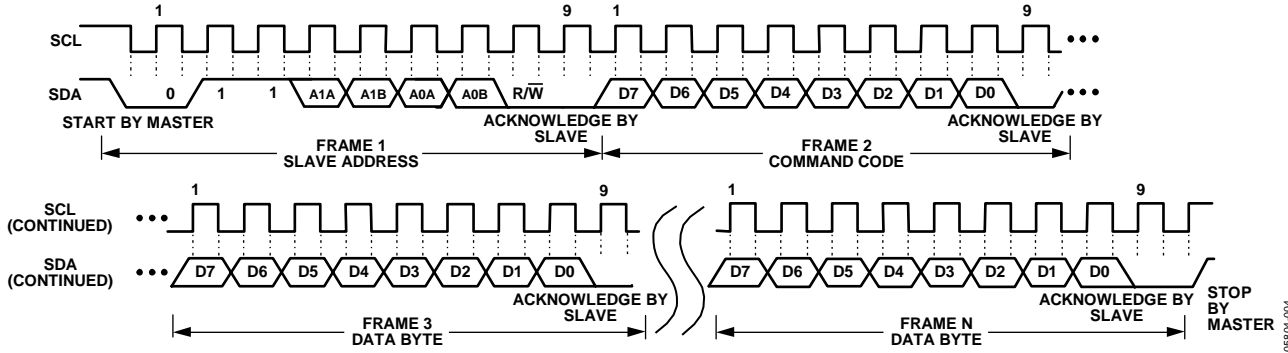 1 9 1 9
SCL
SDA 0 1 1 A1A A1B A0A A0B R/W̅ D7 D6 D5 D4 D3 D2 D1 D0
START BY MASTER ACKNOWLEDGE BY SLAVE ACKNOWLEDGE BY SLAVE
FRAME 1 SLAVE ADDRESS FRAME 2 COMMAND CODE
1 9 1 9
SCL (CONTINUED)
SDA (CONTINUED) D7 D6 D5 D4 D3 D2 D1 D0 D7 D6 D5 D4 D3 D2 D1 D0
ACKNOWLEDGE BY SLAVE ACKNOWLEDGE BY SLAVE STOP BY MASTER
FRAME 3 DATA BYTE FRAME N DATA BYTE